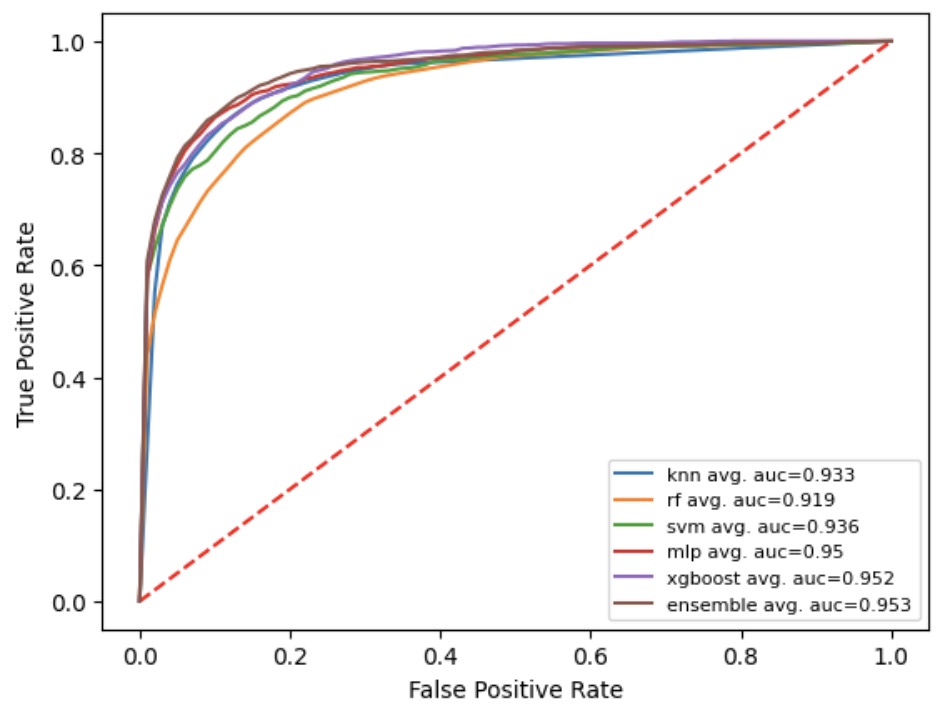 1.0
0.8
0.6
0.4
0.2
0.0
True Positive Rate
knn avg. auc=0.933
rf avg. auc=0.919
svm avg. auc=0.936
mlp avg. auc=0.95
xgboost avg. auc=0.952
ensemble avg. auc=0.953
0.0 0.2 0.4 0.6 0.8 1.0
False Positive Rate